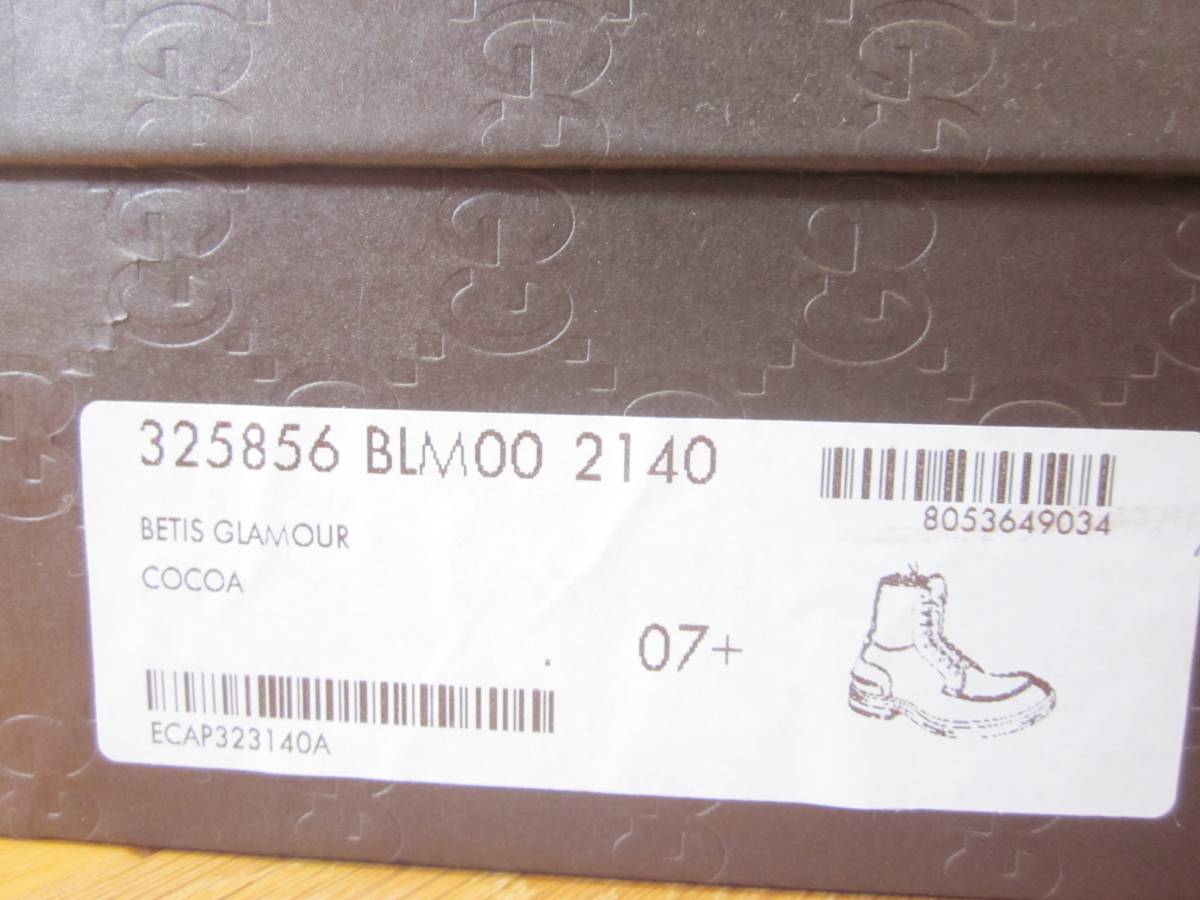 325856 BLM00 2140
8053649034
BETIS GLAMOUR
COCOA
07+
ECAP323140A